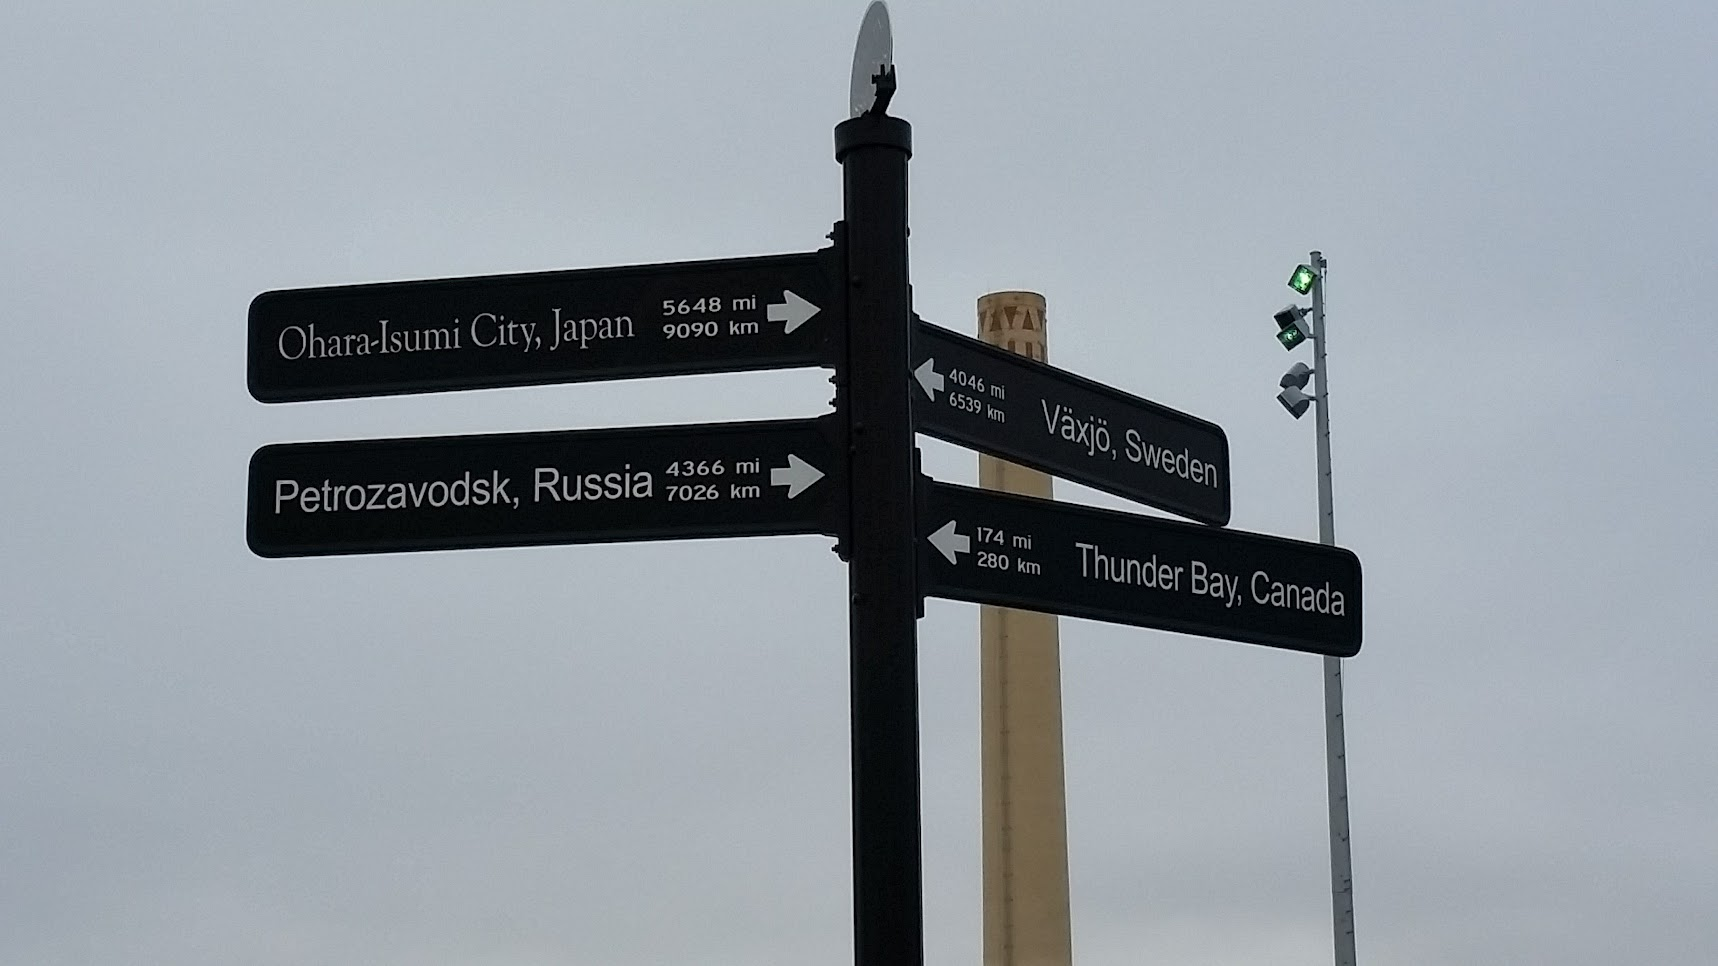 Ohara-Isumi City, Japan
5648 mi
9090 km
Petrozavodsk, Russia
4366 mi
7026 km
4046 mi
6539 km
Växjö, Sweden
174 mi
280 km
Thunder Bay, Canada